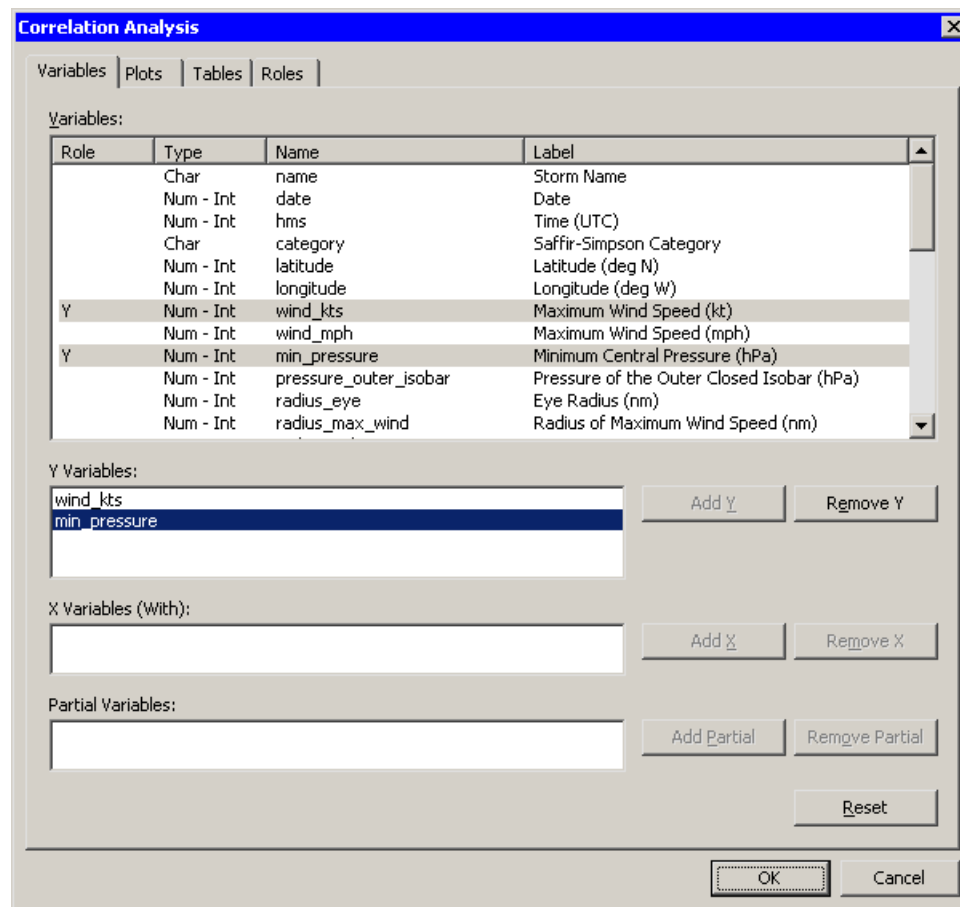 Correlation Analysis
Variables Plots Tables Roles
Variables:
Role Type Name Label
Char name Storm Name
Num - Int date Date
Num - Int hms Time (UTC)
Char category Saffir-Simpson Category
Num - Int latitude Latitude (deg N)
Num - Int longitude Longitude (deg W)
Y Num - Int wind_kts Maximum Wind Speed (kt)
Num - Int wind_mph Maximum Wind Speed (mph)
Y Num - Int min_pressure Minimum Central Pressure (hPa)
Num - Int pressure_outer_isobar Pressure of the Outer Closed Isobar (hPa)
Num - Int radius_eye Eye Radius (nm)
Num - Int radius_max_wind Radius of Maximum Wind Speed (nm)
Y Variables:
wind_kts Add Y Remove Y
min_pressure
X Variables (With):
Add X Remove X
Partial Variables:
Add Partial Remove Partial
Reset
OK Cancel